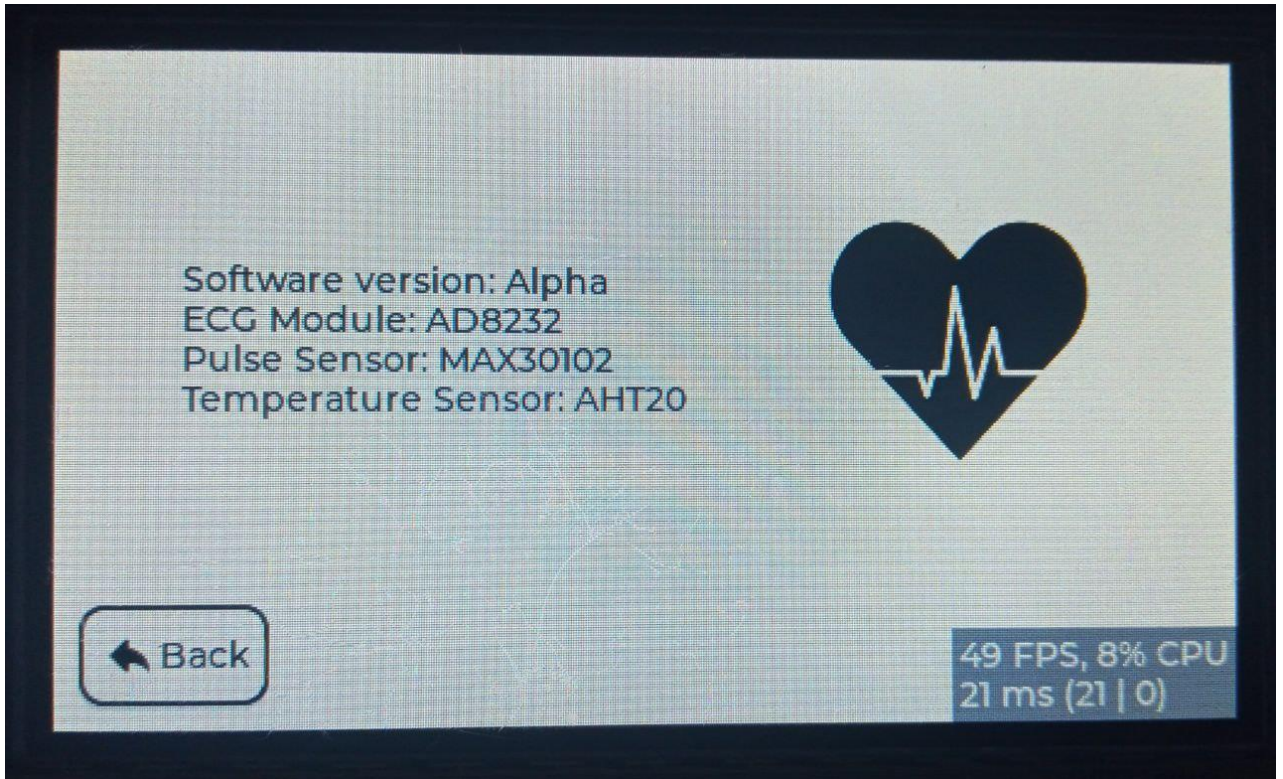 Software version: Alpha
ECG Module: AD8232
Pulse Sensor: MAX30102
Temperature Sensor: AHT20
Back
49 FPS, 8% CPU
21 ms (21 | 0)